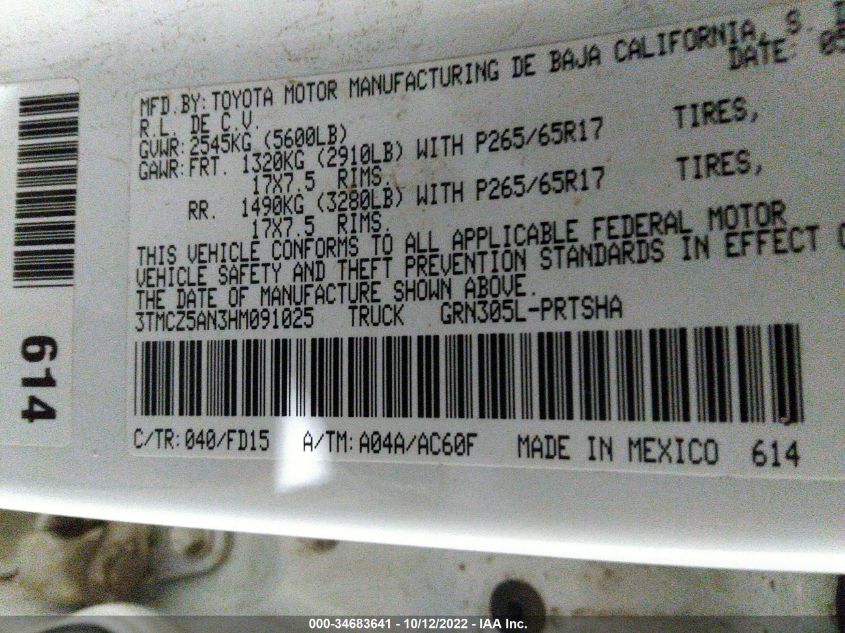 MFD.BY: TOYOTA MOTOR MANUFACTURING DE BAJA CALIFORNIA, S.
R.L. DE C.V. DATE: 05
GVWR: 2545KG (5600LB)
GAWR: FRT. 1320KG (2910LB) WITH P265/65R17 TIRES,
17X7.5 RIMS.
RR. 1490KG (3280LB) WITH P265/65R17 TIRES,
17X7.5 RIMS.
THIS VEHICLE CONFORMS TO ALL APPLICABLE FEDERAL MOTOR
VEHICLE SAFETY AND THEFT PREVENTION STANDARDS IN EFFECT
THE DATE OF MANUFACTURE SHOWN ABOVE.
3TMCZ5AN3HM091025 TRUCK GRN305L-PRTSHA
C/TR: 040/FD15 A/TM: A04A/AC60F MADE IN MEXICO 614
614
000-34683641 - 10/12/2022 - IAA Inc.